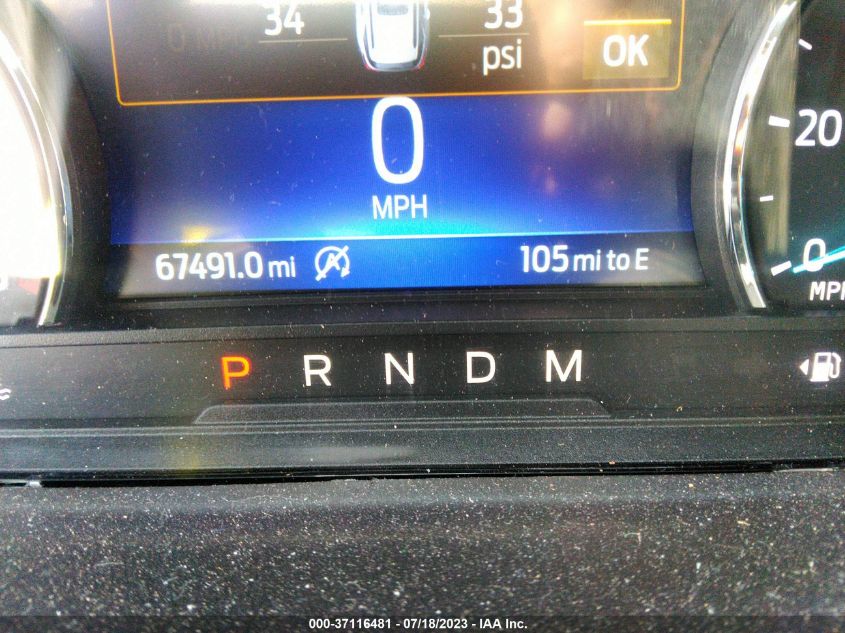 34 33
psi
OK
0
MPH
67491.0 mi 105 mi to E
P R N D M
20
0
MPH
000-37116481 - 07/18/2023 - IAA Inc.